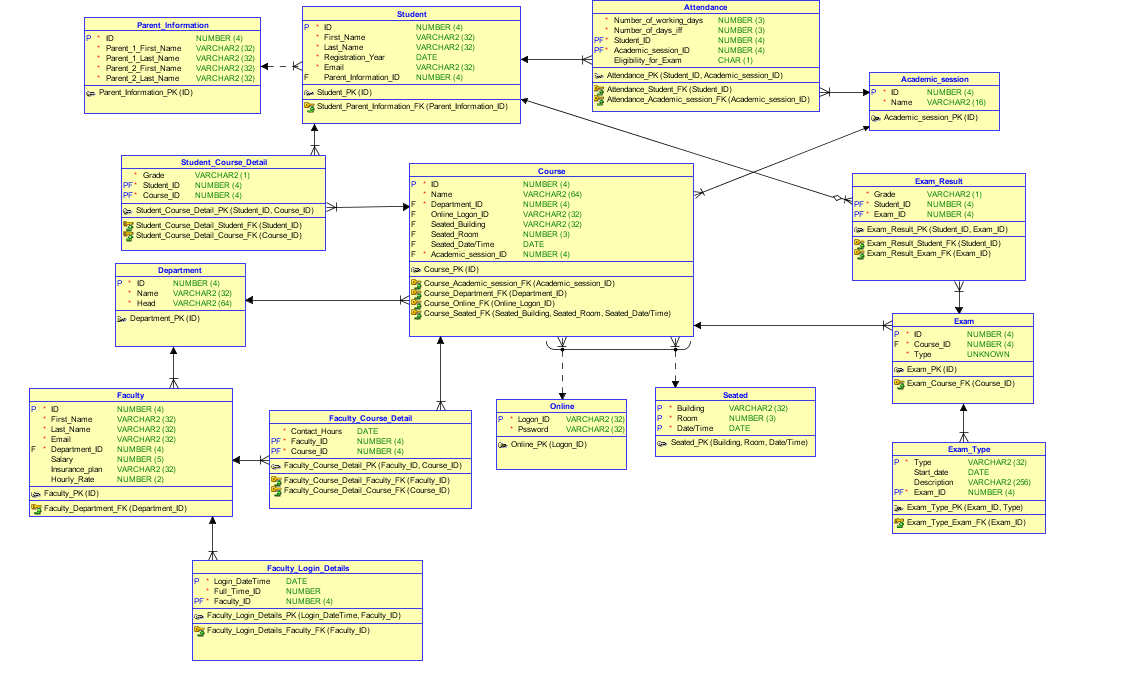 Parent_Information
P * ID NUMBER (4)
* Parent_1_First_Name VARCHAR2 (32)
* Parent_1_Last_Name VARCHAR2 (32)
* Parent_2_First_Name VARCHAR2 (32)
* Parent_2_Last_Name VARCHAR2 (32)
Parent_Information_PK (ID)
Student
P * ID NUMBER (4)
* First_Name VARCHAR2 (32)
* Last_Name VARCHAR2 (32)
* Registration_Year DATE
* Email VARCHAR2 (32)
F Parent_Information_ID NUMBER (4)
Student_PK (ID)
Student_Parent_Information_FK (Parent_Information_ID)
Attendance
* Number_of_working_days NUMBER (3)
* Number_of_days_iff NUMBER (3)
PF* Student_ID NUMBER (4)
PF* Academic_session_ID NUMBER (4)
Eligibility_for_Exam CHAR (1)
Attendance_PK (Student_ID, Academic_session_ID)
Attendance_Student_FK (Student_ID)
Attendance_Academic_session_FK (Academic_session_ID)
Academic_session
P * ID NUMBER (4)
* Name VARCHAR2 (16)
Academic_session_PK (ID)
Student_Course_Detail
* Grade VARCHAR2 (1)
PF* Student_ID NUMBER (4)
PF* Course_ID NUMBER (4)
Student_Course_Detail_PK (Student_ID, Course_ID)
Student_Course_Detail_Student_FK (Student_ID)
Student_Course_Detail_Course_FK (Course_ID)
Course
P * ID NUMBER (4)
* Name VARCHAR2 (64)
F * Department_ID NUMBER (4)
F Online_Logon_ID VARCHAR2 (32)
F Seated_Building VARCHAR2 (32)
F Seated_Room NUMBER (3)
F Seated_Date/Time DATE
F * Academic_session_ID NUMBER (4)
Course_PK (ID)
Course_Academic_session_FK (Academic_session_ID)
Course_Department_FK (Department_ID)
Course_Online_FK (Online_Logon_ID)
Course_Seated_FK (Seated_Building, Seated_Room, Seated_Date/Time)
Exam_Result
* Grade VARCHAR2 (1)
PF* Student_ID NUMBER (4)
PF* Exam_ID NUMBER (4)
Exam_Result_PK (Student_ID, Exam_ID)
Exam_Result_Student_FK (Student_ID)
Exam_Result_Exam_FK (Exam_ID)
Department
P * ID NUMBER (4)
* Name VARCHAR2 (32)
* Head VARCHAR2 (64)
Department_PK (ID)
Exam
P * ID NUMBER (4)
F * Course_ID NUMBER (4)
* Type UNKNOWN
Exam_PK (ID)
Exam_Course_FK (Course_ID)
Faculty
P * ID NUMBER (4)
* First_Name VARCHAR2 (32)
* Last_Name VARCHAR2 (32)
* Email VARCHAR2 (32)
F * Department_ID NUMBER (4)
Salary NUMBER (5)
Insurance_plan VARCHAR2 (32)
Hourly_Rate NUMBER (2)
Faculty_PK (ID)
Faculty_Department_FK (Department_ID)
Faculty_Course_Detail
* Contact_Hours DATE
PF* Faculty_ID NUMBER (4)
PF* Course_ID NUMBER (4)
Faculty_Course_Detail_PK (Faculty_ID, Course_ID)
Faculty_Course_Detail_Faculty_FK (Faculty_ID)
Faculty_Course_Detail_Course_FK (Course_ID)
Online
P * Logon_ID VARCHAR2 (32)
* Pssword VARCHAR2 (32)
Online_PK (Logon_ID)
Seated
P * Building VARCHAR2 (32)
P * Room NUMBER (3)
P * Date/Time DATE
Seated_PK (Building, Room, Date/Time)
Exam_Type
P * Type VARCHAR2 (32)
Start_date DATE
Description VARCHAR2 (256)
PF* Exam_ID NUMBER (4)
Exam_Type_PK (Exam_ID, Type)
Exam_Type_Exam_FK (Exam_ID)
Faculty_Login_Details
P * Login_DateTime DATE
* Full_Time_ID NUMBER
PF* Faculty_ID NUMBER (4)
Faculty_Login_Details_PK (Login_DateTime, Faculty_ID)
Faculty_Login_Details_Faculty_FK (Faculty_ID)